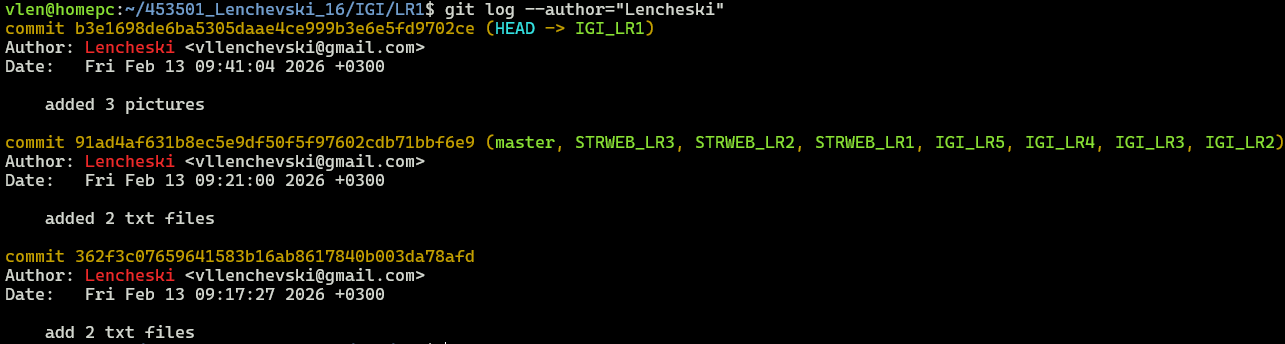 vlen@homepc:~/453501_Lenchevski_16/IGI/LR1$ git log --author="Lencheski"
commit b3e1698de6ba5305daae4ce999b3e6e5fd9702ce (HEAD -> IGI_LR1)
Author: Lencheski <vllenchevski@gmail.com>
Date:   Fri Feb 13 09:41:04 2026 +0300
    added 3 pictures
commit 91ad4af631b8ec5e9df50f5f97602cdb71bbf6e9 (master, STRWEB_LR3, STRWEB_LR2, STRWEB_LR1, IGI_LR5, IGI_LR4, IGI_LR3, IGI_LR2)
Author: Lencheski <vllenchevski@gmail.com>
Date:   Fri Feb 13 09:21:00 2026 +0300
    added 2 txt files
commit 362f3c07659641583b16ab8617840b003da78afd
Author: Lencheski <vllenchevski@gmail.com>
Date:   Fri Feb 13 09:17:27 2026 +0300
    add 2 txt files